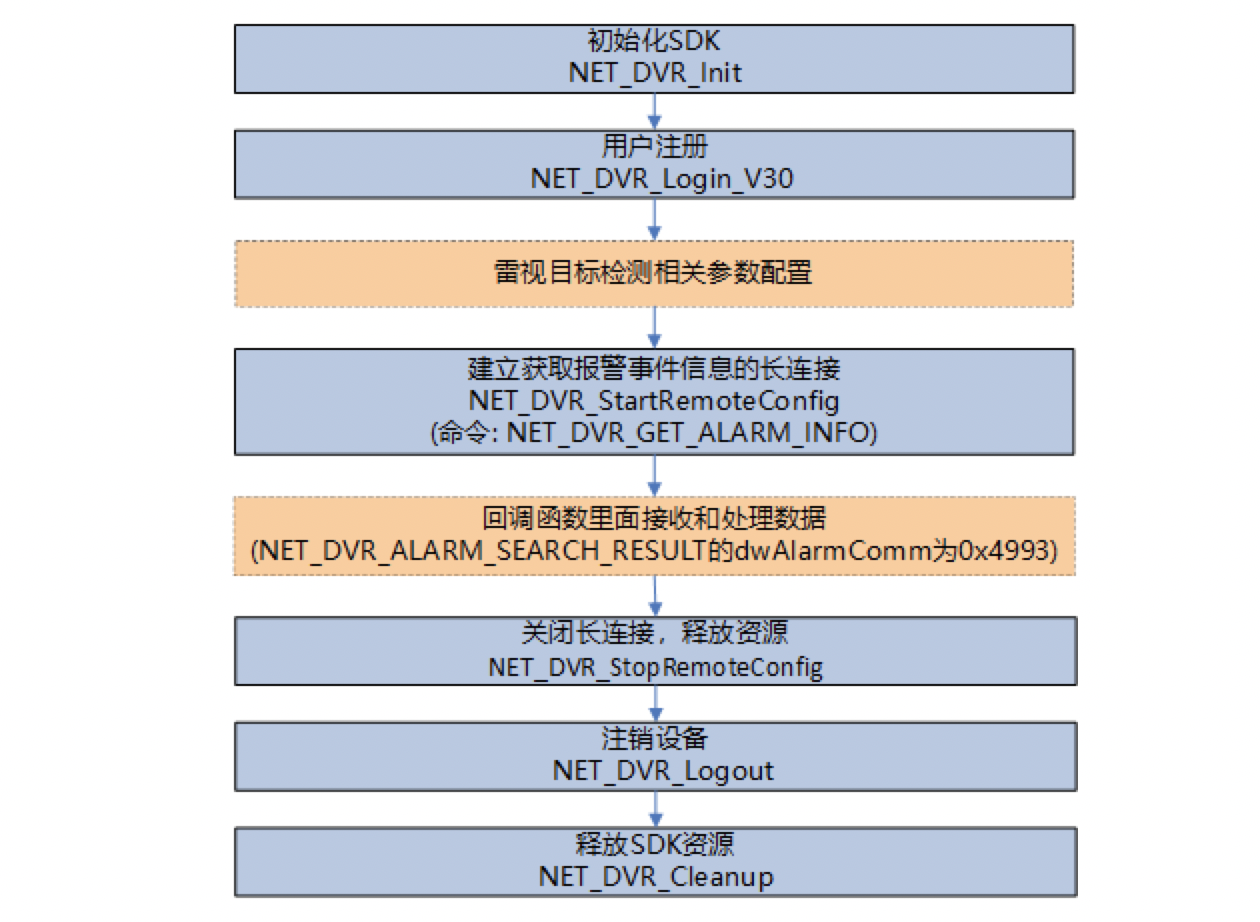 初始化SDK
NET_DVR_Init
用户注册
NET_DVR_Login_V30
雷视目标检测相关参数配置
建立获取报警事件信息的长连接
NET_DVR_StartRemoteConfig
(命令: NET_DVR_GET_ALARM_INFO)
回调函数里面接收和处理数据
(NET_DVR_ALARM_SEARCH_RESULT的dwAlarmComm为0x4993)
关闭长连接，释放资源
NET_DVR_StopRemoteConfig
注销设备
NET_DVR_Logout
释放SDK资源
NET_DVR_Cleanup